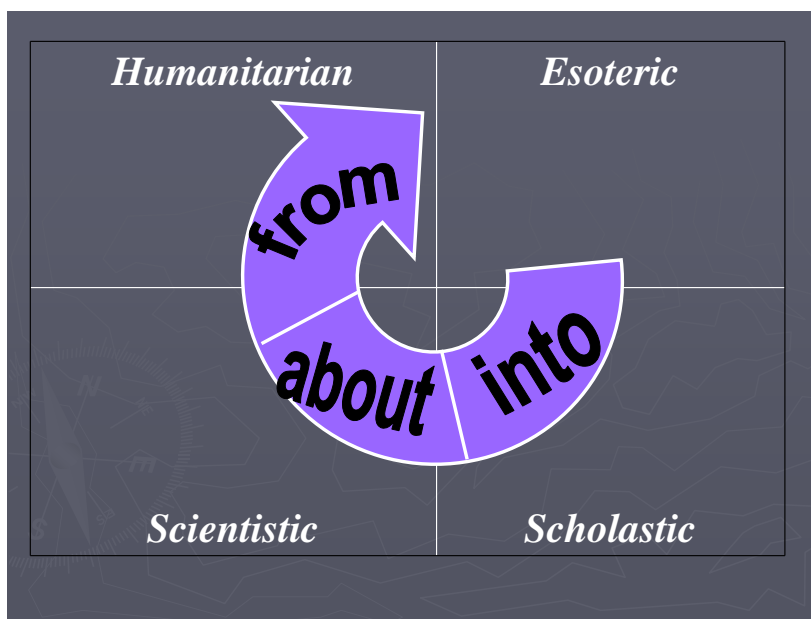 Humanitarian
Esoteric
from
about
into
Scientistic
Scholastic